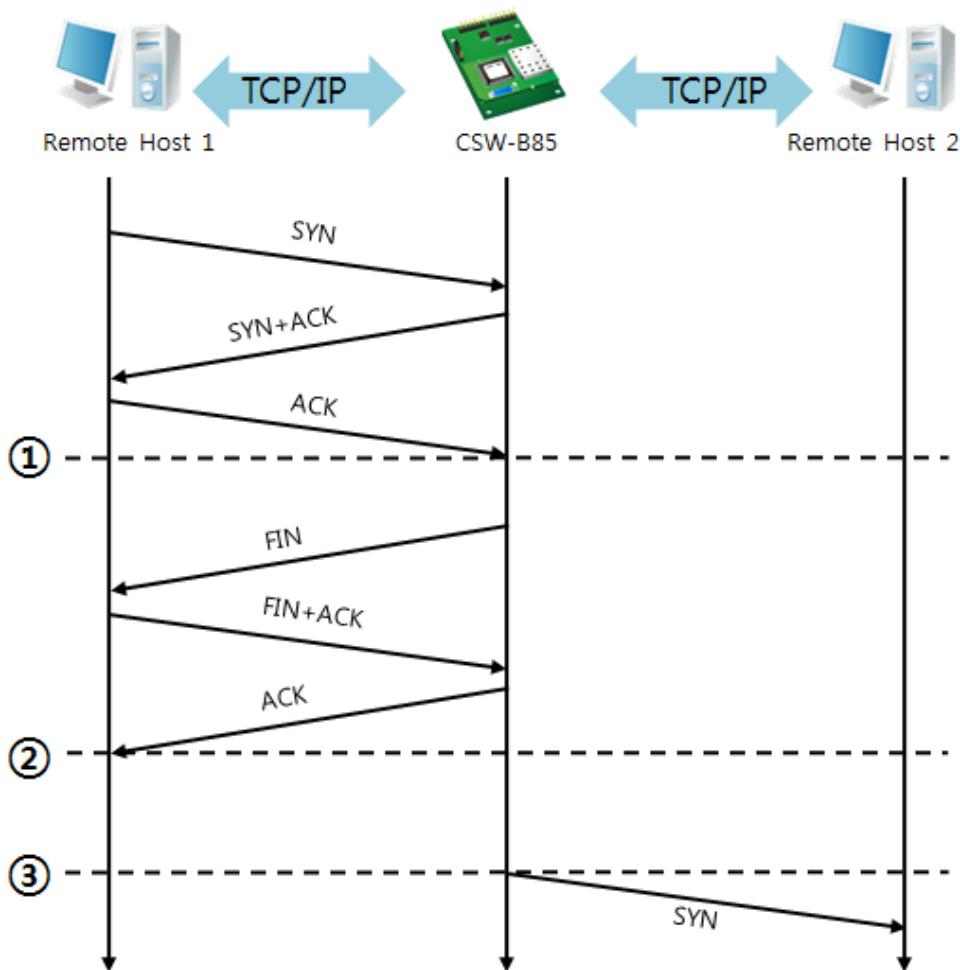 TCP/IP TCP/IP
Remote Host 1 CSW-B85 Remote Host 2
SYN
SYN+ACK
ACK
①
FIN
FIN+ACK
ACK
②
③
SYN